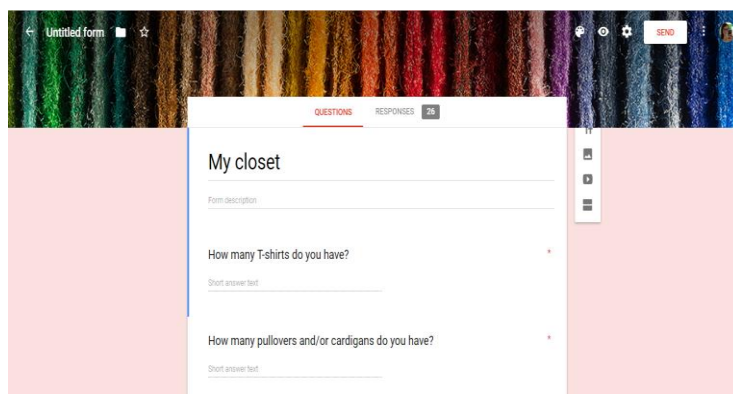 Untitled form
SEND
QUESTIONS
RESPONSES 26
My closet
Form description
How many T-shirts do you have? *
Short answer text
How many pullovers and/or cardigans do you have? *
Short answer text